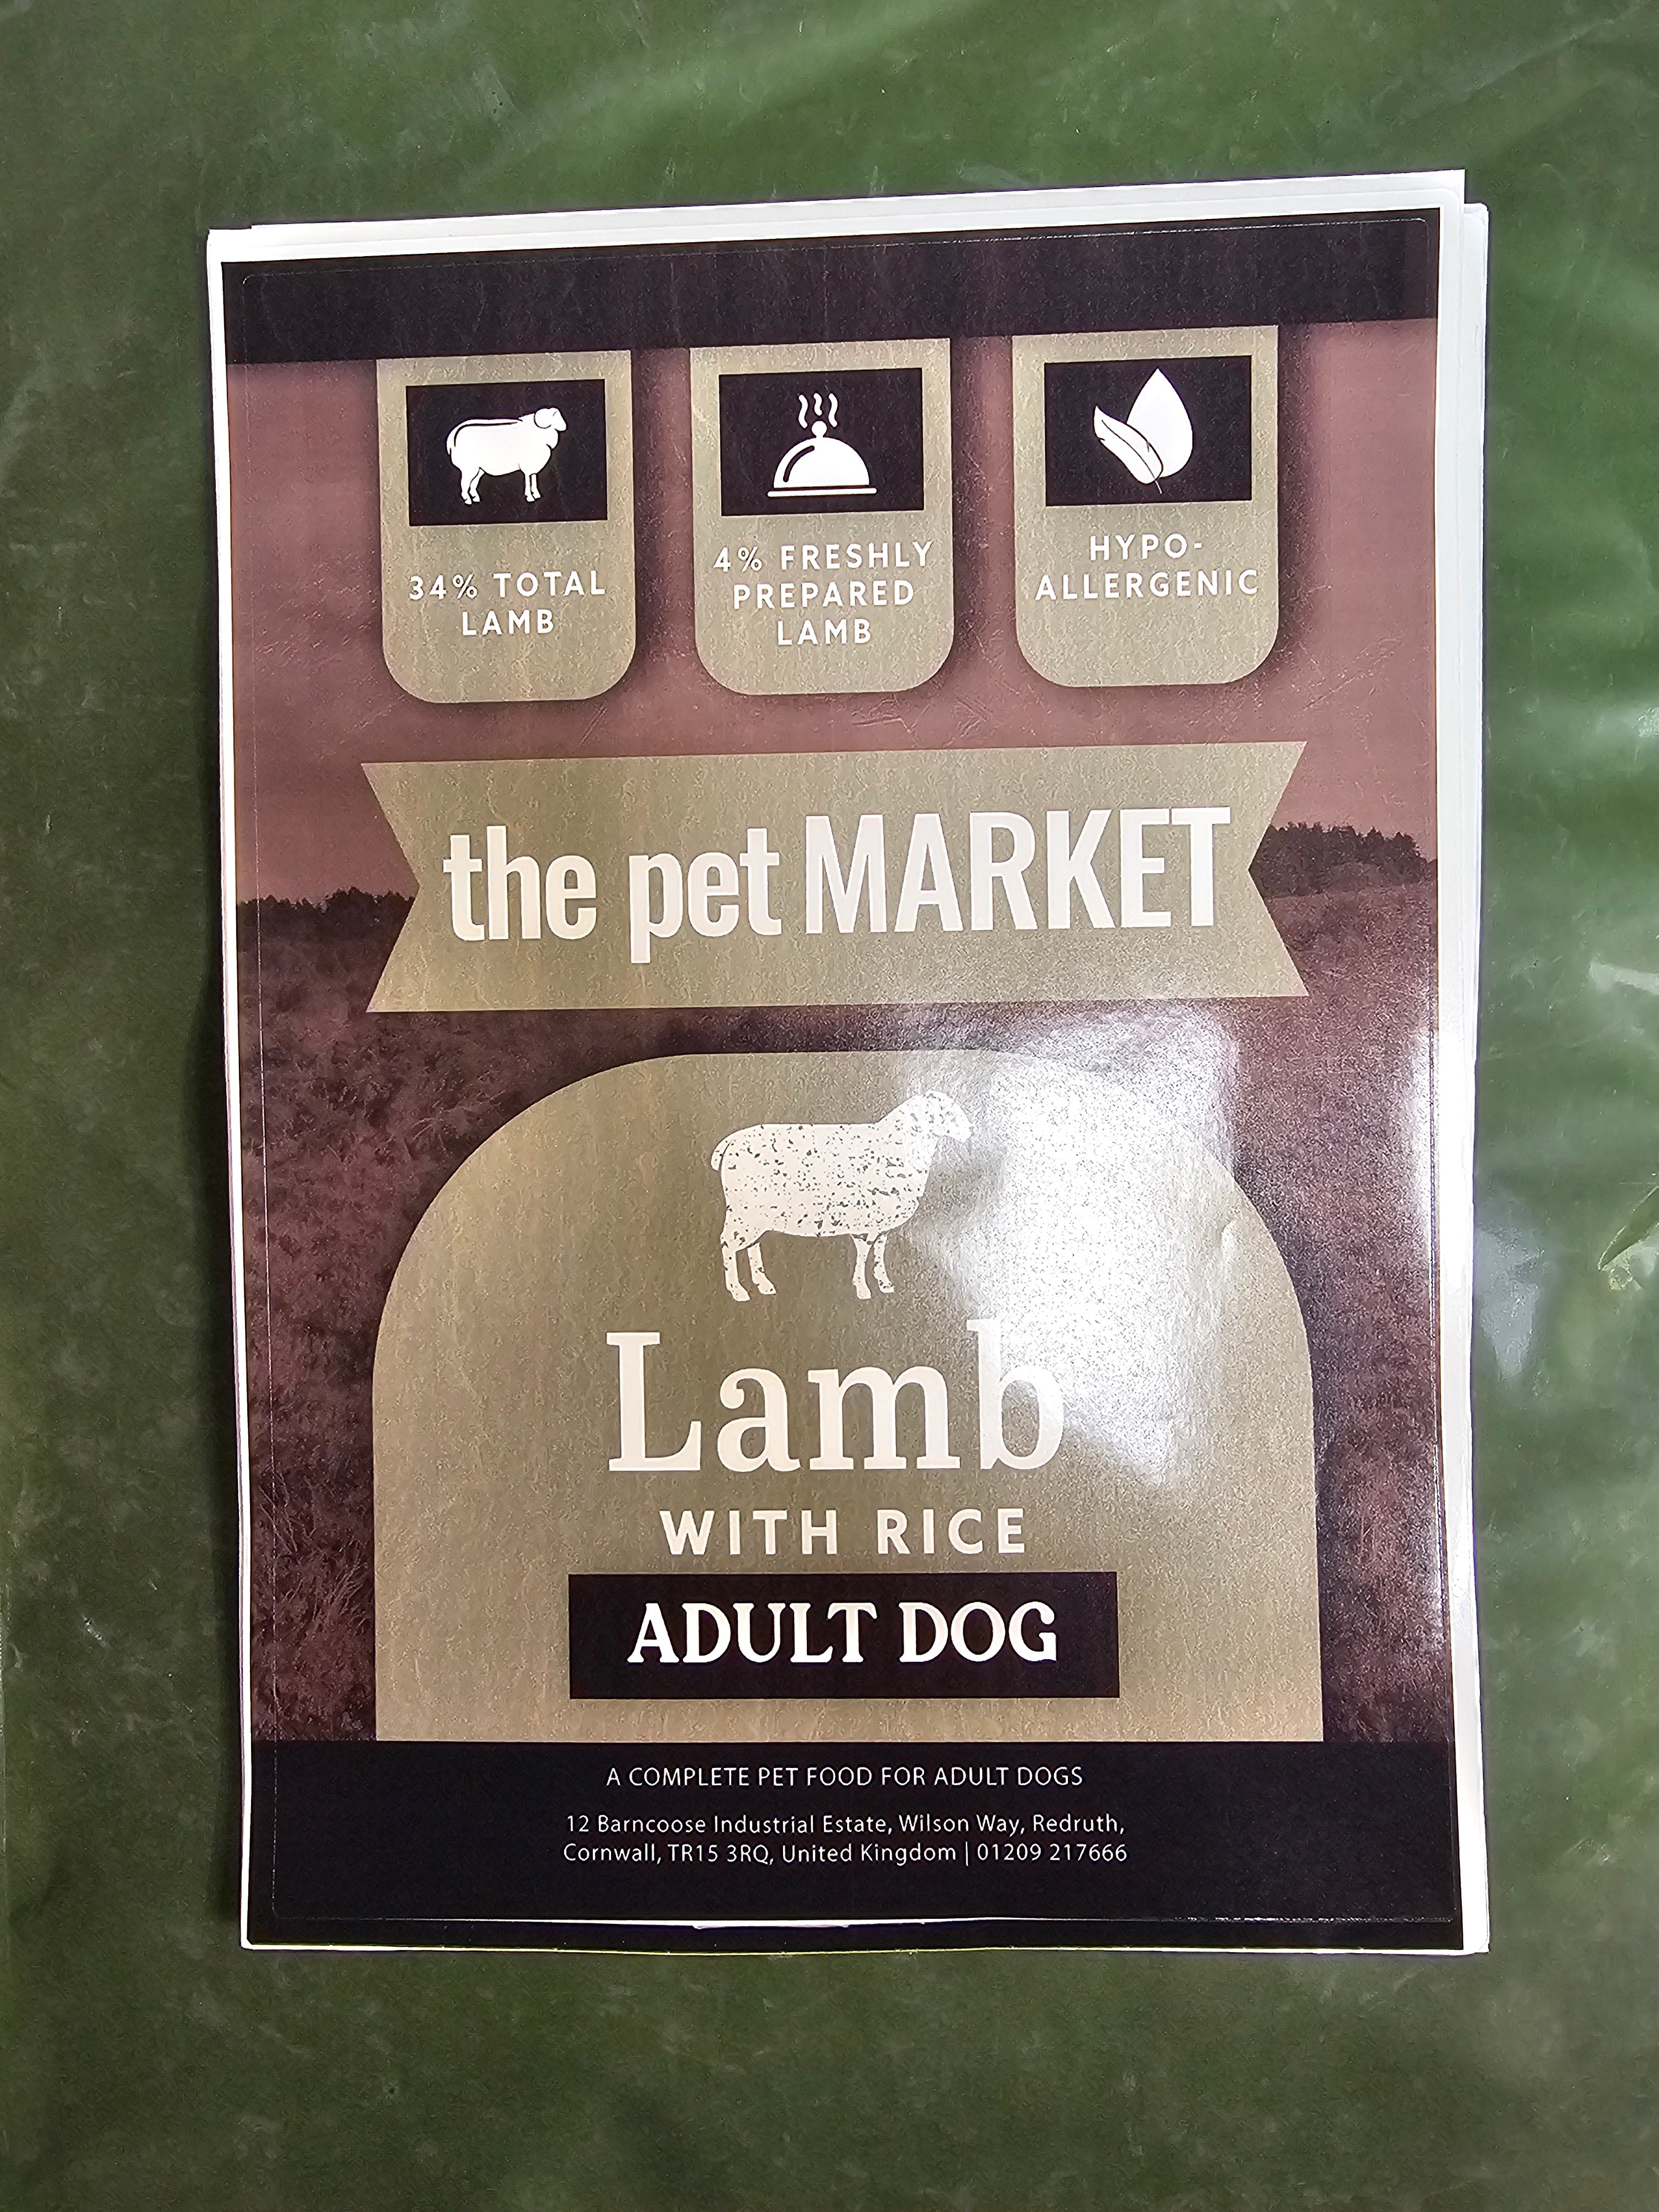 34% TOTAL
LAMB
4% FRESHLY
PREPARED
LAMB
HYPO-
ALLERGENIC
the pet MARKET
Lamb
WITH RICE
ADULT DOG
A COMPLETE PET FOOD FOR ADULT DOGS
12 Barncoose Industrial Estate, Wilson Way, Redruth,
Cornwall, TR15 3RQ, United Kingdom | 01209 217666